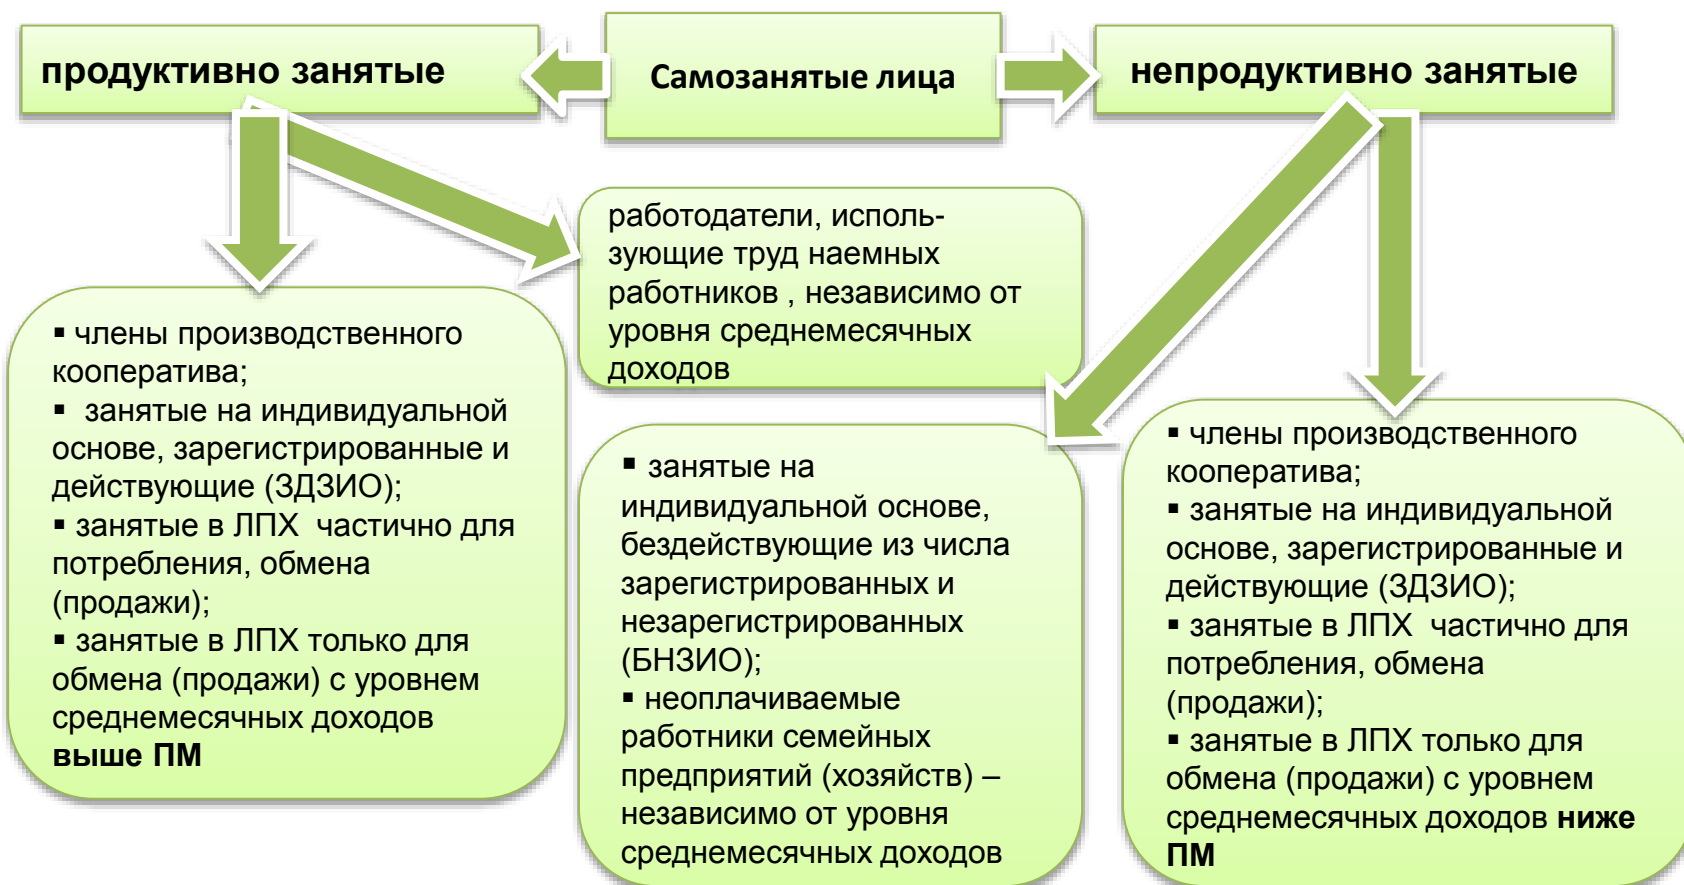 продуктивно занятые
Самозанятые лица
непродуктивно занятые
работодатели, исполь-
зующие труд наемных
работников , независимо от
уровня среднемесячных
доходов
▪ члены производственного
кооператива;
▪ занятые на индивидуальной
основе, зарегистрированные и
действующие (ЗДЗИО);
▪ занятые в ЛПХ частично для
потребления, обмена
(продажи);
▪ занятые в ЛПХ только для
обмена (продажи) с уровнем
среднемесячных доходов
выше ПМ
▪ занятые на
индивидуальной основе,
бездействующие из числа
зарегистрированных и
незарегистрированных
(БНЗИО);
▪ неоплачиваемые
работники семейных
предприятий (хозяйств) –
независимо от уровня
среднемесячных доходов
▪ члены производственного
кооператива;
▪ занятые на индивидуальной
основе, зарегистрированные и
действующие (ЗДЗИО);
▪ занятые в ЛПХ частично для
потребления, обмена
(продажи);
▪ занятые в ЛПХ только для
обмена (продажи) с уровнем
среднемесячных доходов ниже
ПМ